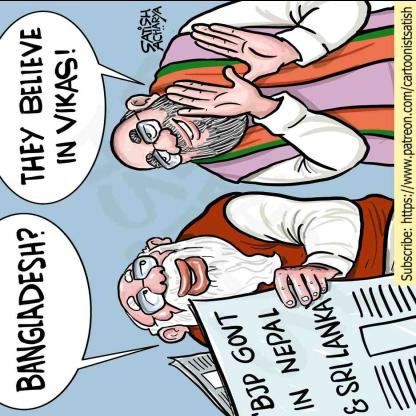 BANGLADESH?
THEY BELIEVE
IN VIKAS!
SATISH
ACHARYA
'BJP GOVT
IN NEPAL
& SRI LANKA
Subscribe: https://www.patreon.com/cartoonistsatish